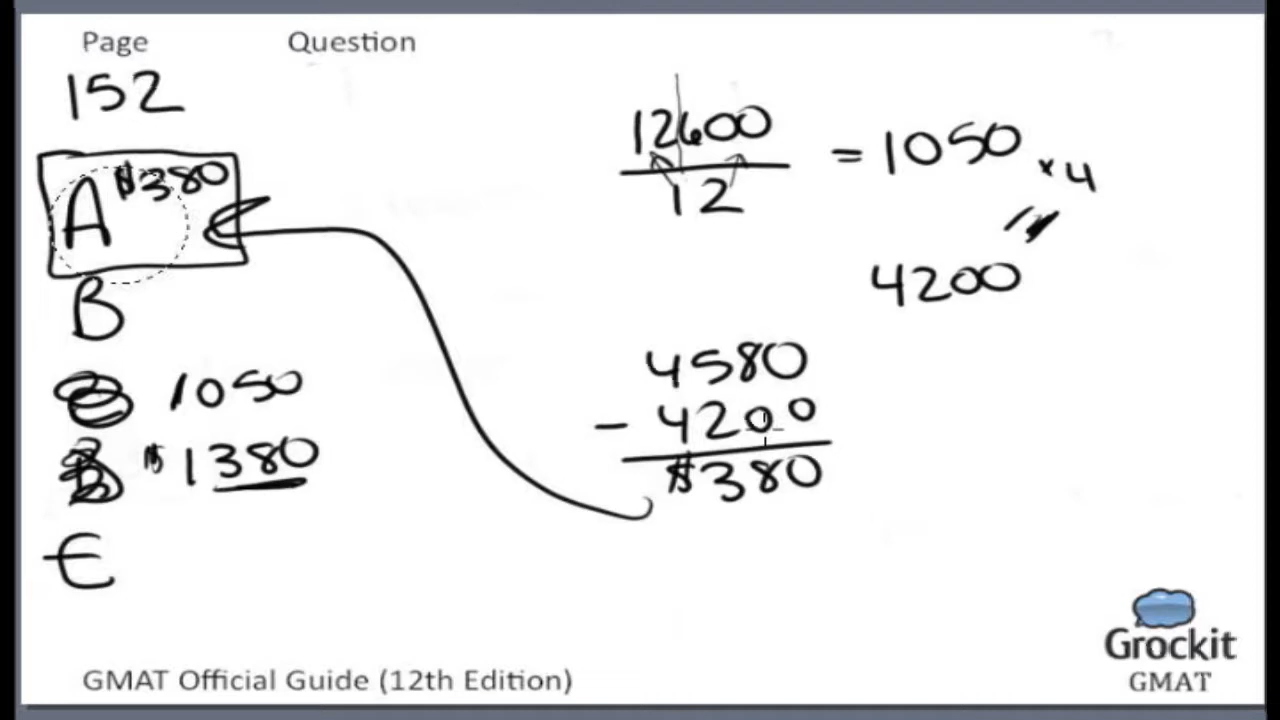 Page Question
152
A $380
B
1050
$1380
E
12600
12
= 1050 × 4
4200
4580
- 4200
$380
GMAT Official Guide (12th Edition)
Grockit
GMAT